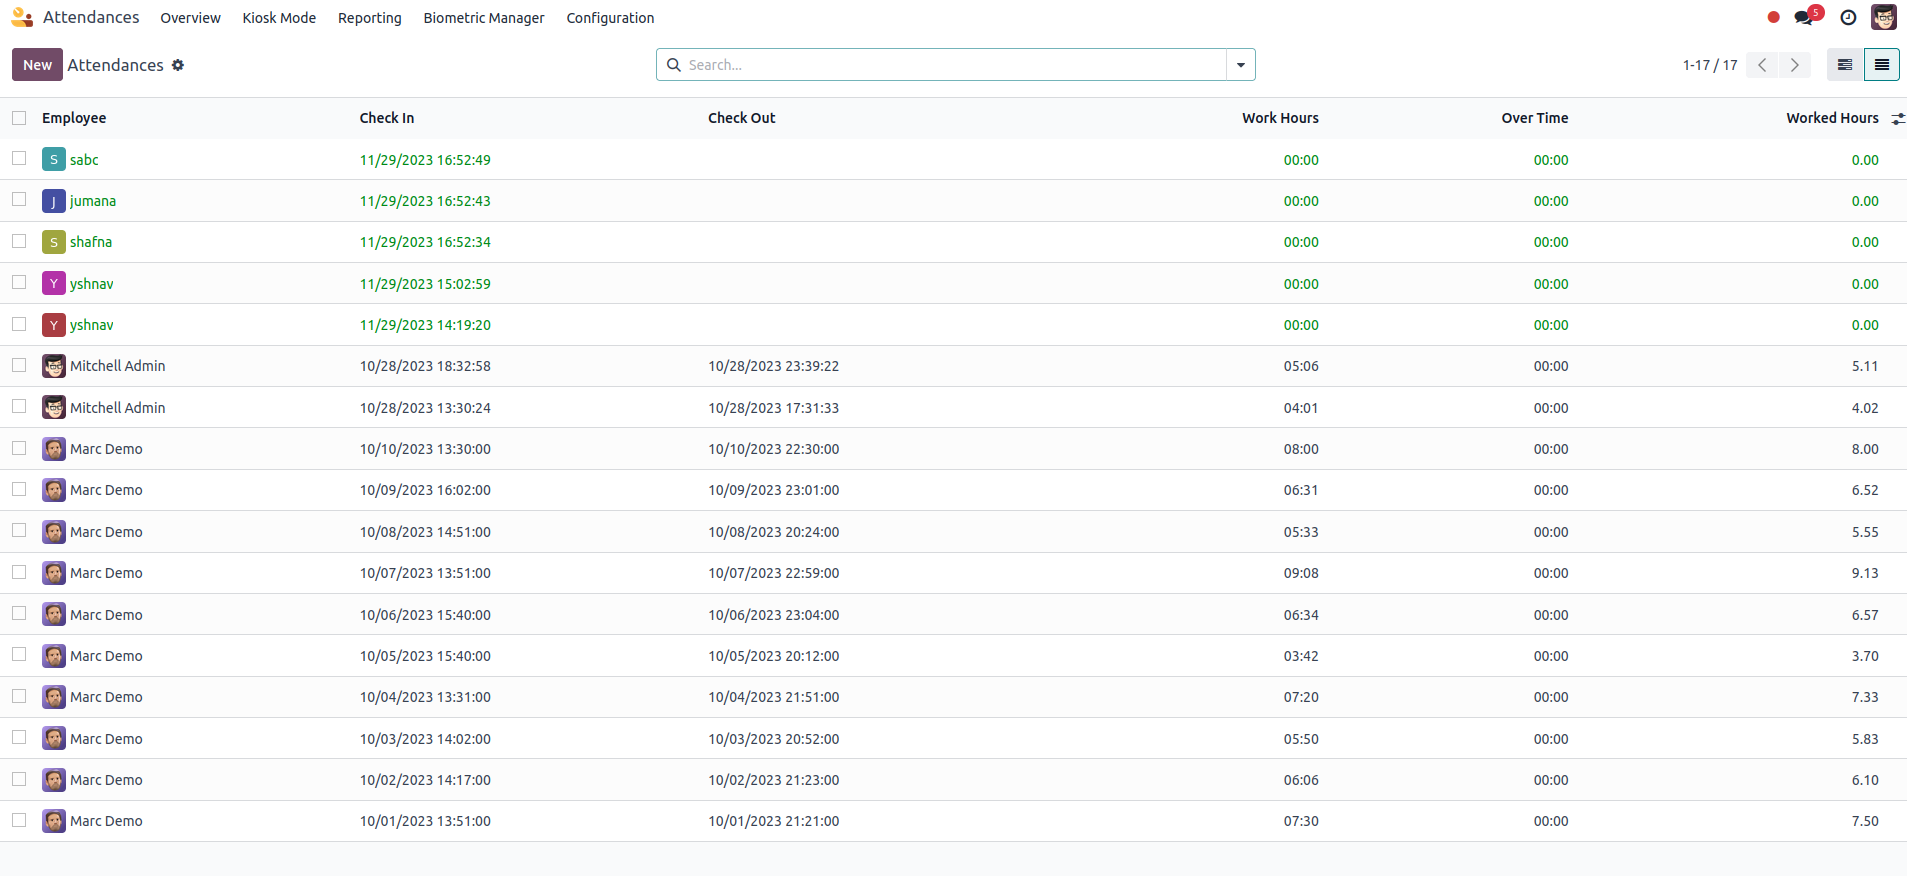 Attendances Overview Kiosk Mode Reporting Biometric Manager Configuration 5
New Attendances Search... 1-17 / 17
Employee Check In Check Out Work Hours Over Time Worked Hours
S sabc 11/29/2023 16:52:49 00:00 00:00 0.00
J jumana 11/29/2023 16:52:43 00:00 00:00 0.00
S shafna 11/29/2023 16:52:34 00:00 00:00 0.00
Y yshnav 11/29/2023 15:02:59 00:00 00:00 0.00
Y yshnav 11/29/2023 14:19:20 00:00 00:00 0.00
Mitchell Admin 10/28/2023 18:32:58 10/28/2023 23:39:22 05:06 00:00 5.11
Mitchell Admin 10/28/2023 13:30:24 10/28/2023 17:31:33 04:01 00:00 4.02
Marc Demo 10/10/2023 13:30:00 10/10/2023 22:30:00 08:00 00:00 8.00
Marc Demo 10/09/2023 16:02:00 10/09/2023 23:01:00 06:31 00:00 6.52
Marc Demo 10/08/2023 14:51:00 10/08/2023 20:24:00 05:33 00:00 5.55
Marc Demo 10/07/2023 13:51:00 10/07/2023 22:59:00 09:08 00:00 9.13
Marc Demo 10/06/2023 15:40:00 10/06/2023 23:04:00 06:34 00:00 6.57
Marc Demo 10/05/2023 15:40:00 10/05/2023 20:12:00 03:42 00:00 3.70
Marc Demo 10/04/2023 13:31:00 10/04/2023 21:51:00 07:20 00:00 7.33
Marc Demo 10/03/2023 14:02:00 10/03/2023 20:52:00 05:50 00:00 5.83
Marc Demo 10/02/2023 14:17:00 10/02/2023 21:23:00 06:06 00:00 6.10
Marc Demo 10/01/2023 13:51:00 10/01/2023 21:21:00 07:30 00:00 7.50